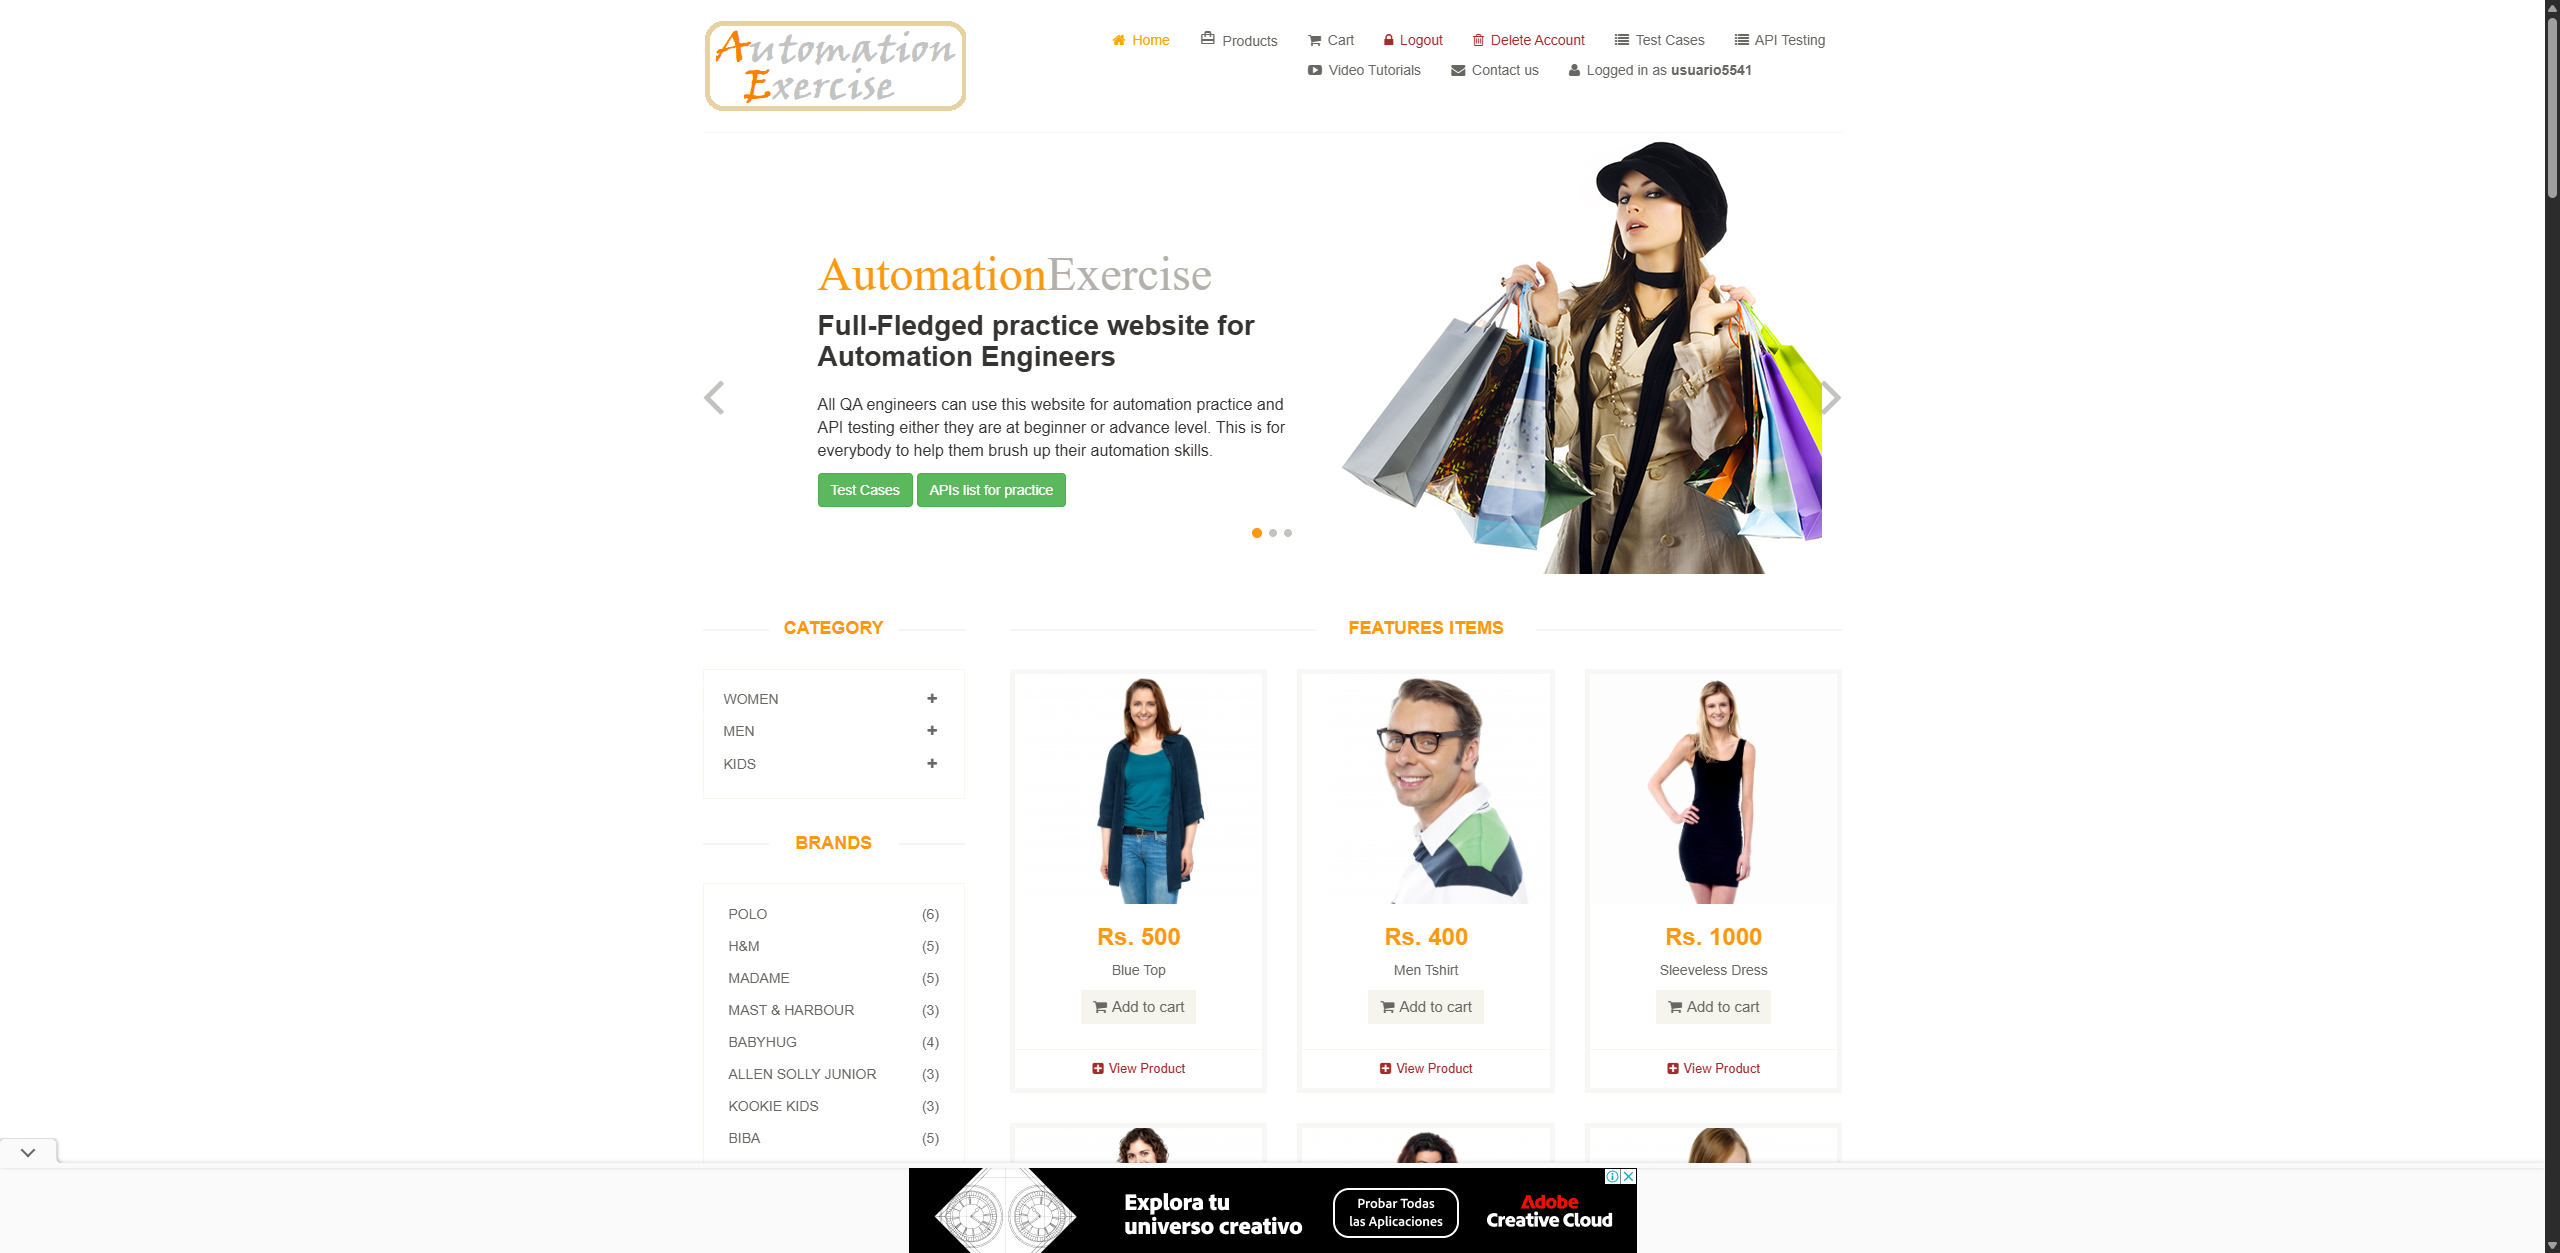 Automation
Exercise
Home Products Cart Logout Delete Account Test Cases API Testing
Video Tutorials Contact us Logged in as usuario5541
AutomationExercise
Full-Fledged practice website for
Automation Engineers
All QA engineers can use this website for automation practice and
API testing either they are at beginner or advance level. This is for
everybody to help them brush up their automation skills.
Test Cases APIs list for practice
CATEGORY
WOMEN
MEN
KIDS
BRANDS
POLO (6)
H&M (5)
MADAME (5)
MAST & HARBOUR (3)
BABYHUG (4)
ALLEN SOLLY JUNIOR (3)
KOOKIE KIDS (3)
BIBA (5)
FEATURES ITEMS
Rs. 500
Blue Top
Add to cart
View Product
Rs. 400
Men Tshirt
Add to cart
View Product
Rs. 1000
Sleeveless Dress
Add to cart
View Product
Explora tu
universo creativo
Probar Todas
las Aplicaciones
Adobe
Creative Cloud